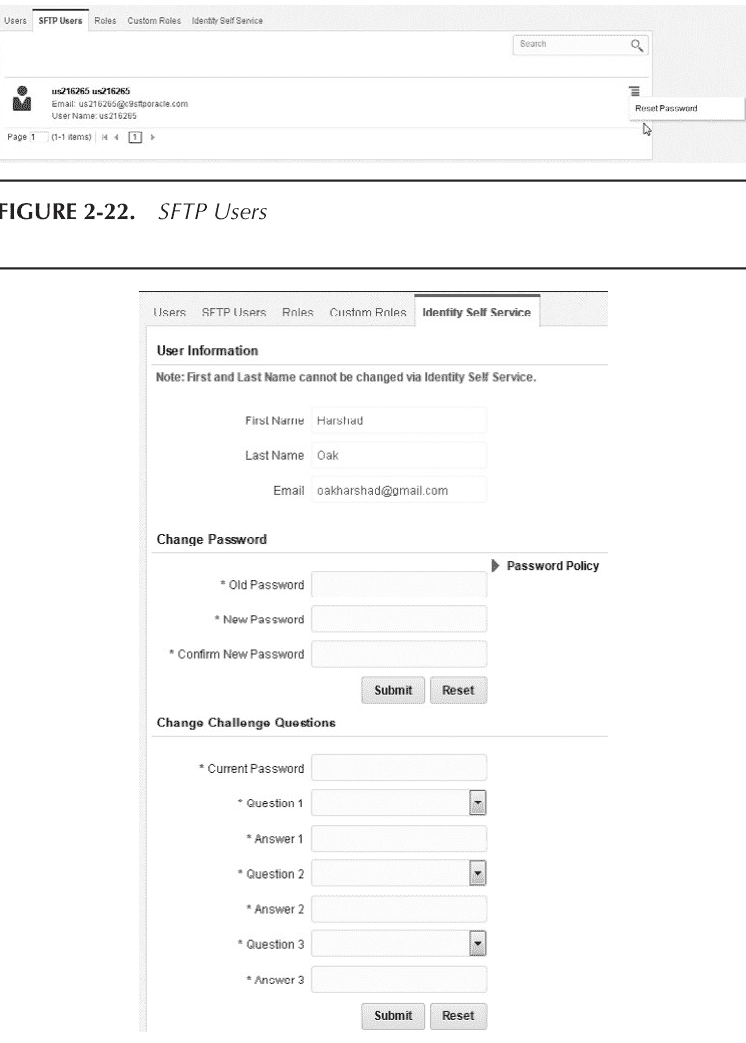 Users SFTP Users Roles Custom Roles Identity Self Service
Search
us216265 us216265
Email: us216265@c9sftporacle.com
User Name: us216265
Reset Password
Page 1 (1-1 items) 1
FIGURE 2-22. SFTP Users
Users SFTP Users Roles Custom Roles Identity Self Service
User Information
Note: First and Last Name cannot be changed via Identity Self Service.
First Name Harshad
Last Name Oak
Email oakharshad@gmail.com
Change Password
Password Policy
* Old Password
* New Password
* Confirm New Password
Submit Reset
Change Challenge Questions
* Current Password
* Question 1
* Answer 1
* Question 2
* Answer 2
* Question 3
* Answer 3
Submit Reset